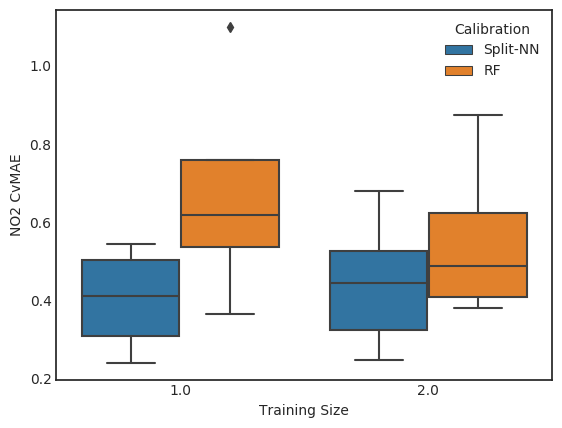 Calibration
Split-NN
RF
NO2 CvMAE
1.0
0.8
0.6
0.4
0.2
1.0
2.0
Training Size